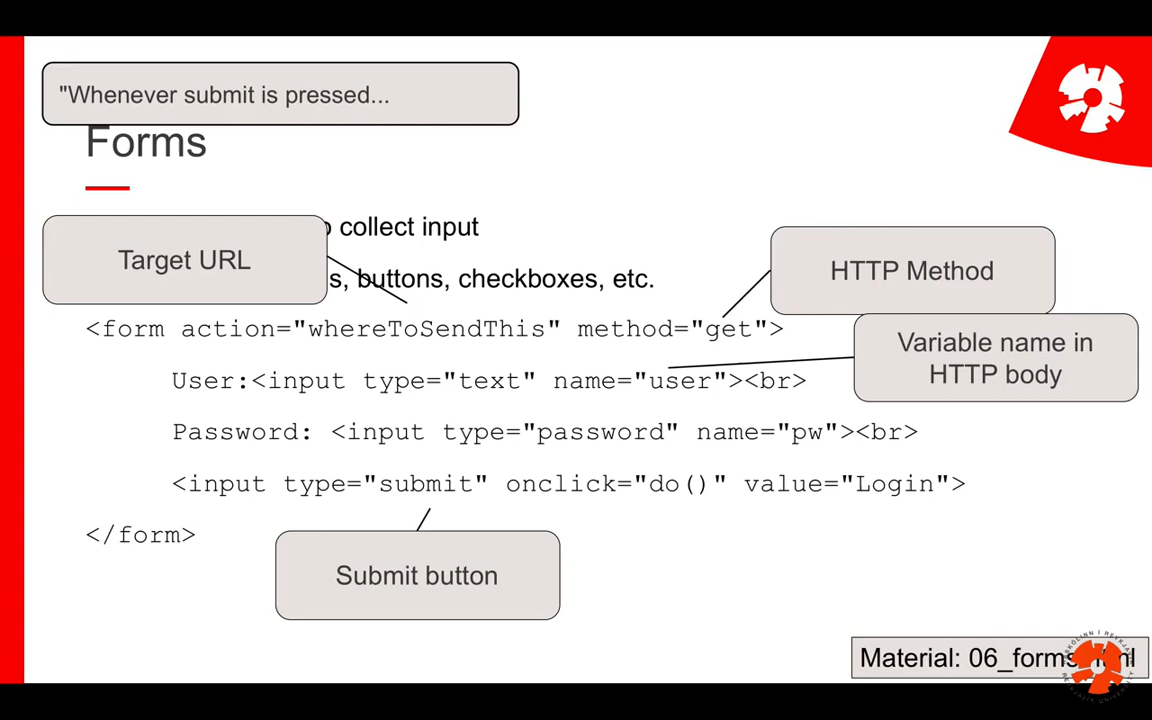 "Whenever submit is pressed...
Forms
collect input
Target URL
buttons, checkboxes, etc.
HTTP Method
<form action="whereToSendThis" method="get">
Variable name in
HTTP body
User:<input type="text" name="user"><br>
Password: <input type="password" name="pw"><br>
<input type="submit" onclick="do()" value="Login">
</form>
Submit button
Material: